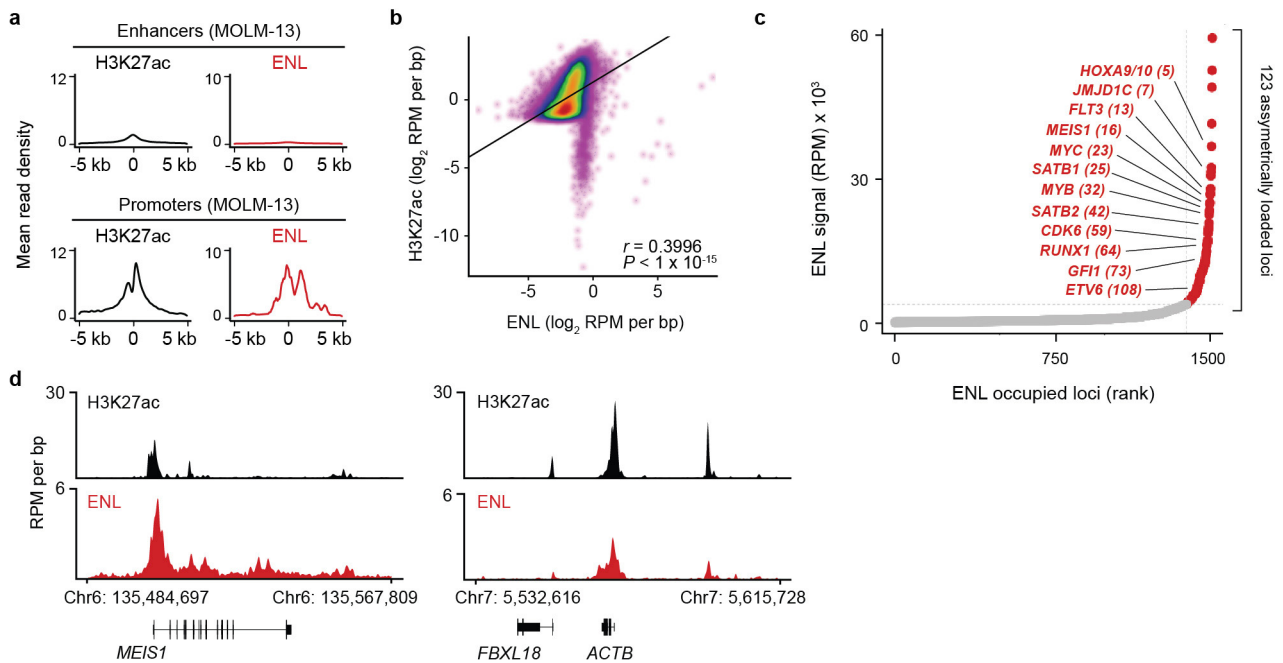 a
Enhancers (MOLM-13)
H3K27ac
ENL
12
0
-5 kb 0 5 kb
10
0
-5 kb 0 5 kb
Promoters (MOLM-13)
H3K27ac
ENL
12
0
-5 kb 0 5 kb
10
0
-5 kb 0 5 kb
Mean read density
b
H3K27ac (log2 RPM per bp)
0
-5
-10
r = 0.3996
P < 1 x 10-15
-5 0 5
ENL (log2 RPM per bp)
c
ENL signal (RPM) x 10³
60
30
0
HOXA9/10 (5)
JMJD1C (7)
FLT3 (13)
MEIS1 (16)
MYC (23)
SATB1 (25)
MYB (32)
SATB2 (42)
CDK6 (59)
RUNX1 (64)
GFI1 (73)
ETV6 (108)
123 assymetrically loaded loci
0 750 1500
ENL occupied loci (rank)
d
RPM per bp
30
H3K27ac
6
ENL
Chr6: 135,484,697 Chr6: 135,567,809
MEIS1
30
H3K27ac
6
ENL
Chr7: 5,532,616 Chr7: 5,615,728
FBXL18 ACTB